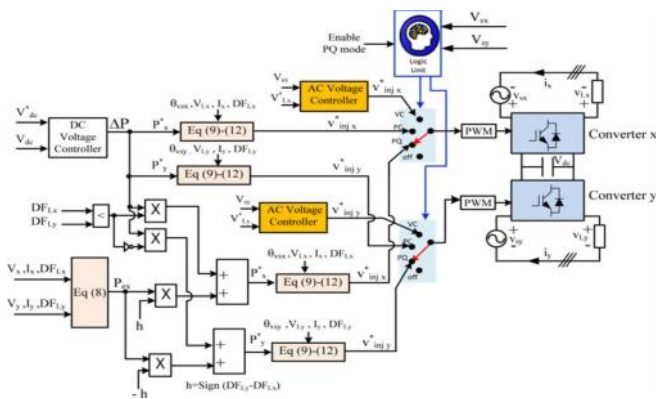 Enable
PQ mode
Logic
Unit
V_sx
V_sy
θ_vsx, V_Lx, I_x, DF_Lx
V_sx
V*_Lx
AC Voltage
Controller
v*_inj x
V*_dc
V_dc
DC
Voltage
Controller
ΔP
P*_x
Eq (9)-(12)
v*_inj x
VC
PC
PQ
off
PWM
i_x
v_sx
v_Lx
Converter x
V_dc
θ_vsy, V_Ly, I_y, DF_Ly
P*_y
Eq (9)-(12)
v*_inj y
DF_Lx
DF_Ly
<
X
X
V_sy
AC Voltage
Controller
v*_inj y
VC
PC
PQ
off
PWM
Converter y
v_sy
i_y
v_Ly
V_x, I_x, DF_Lx
V_y, I_y, DF_Ly
Eq (8)
P_ex
X
h
+
+
P*_x
θ_vsx, V_Lx, I_x, DF_Lx
Eq (9)-(12)
v*_inj x
X
- h
+
+
P*_y
θ_vsy, V_Ly, I_y, DF_Ly
Eq (9)-(12)
v*_inj y
h=Sign (DF_Ly-DF_Lx)